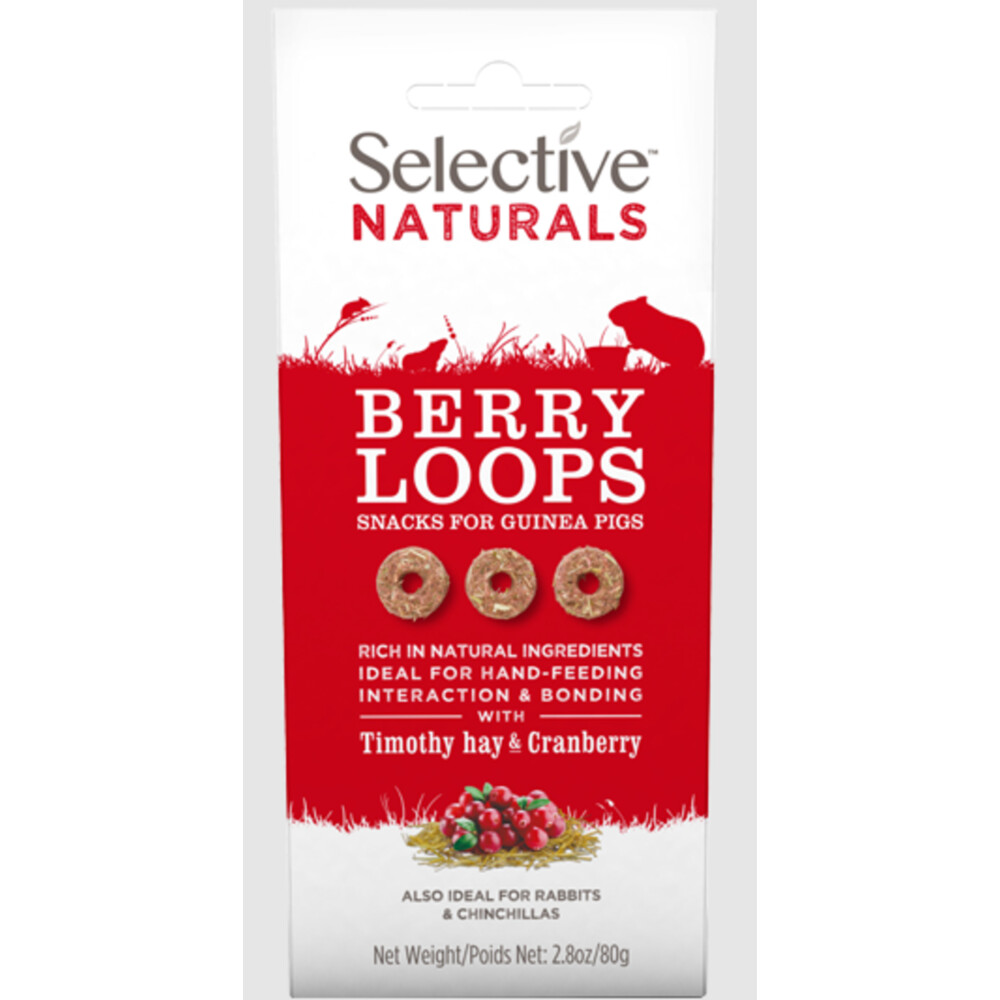 Selective™
NATURALS
BERRY
LOOPS
SNACKS FOR GUINEA PIGS
RICH IN NATURAL INGREDIENTS
IDEAL FOR HAND-FEEDING
INTERACTION & BONDING
WITH
Timothy hay & Cranberry
ALSO IDEAL FOR RABBITS
& CHINCHILLAS
Net Weight/Poids Net: 2.8oz/80g